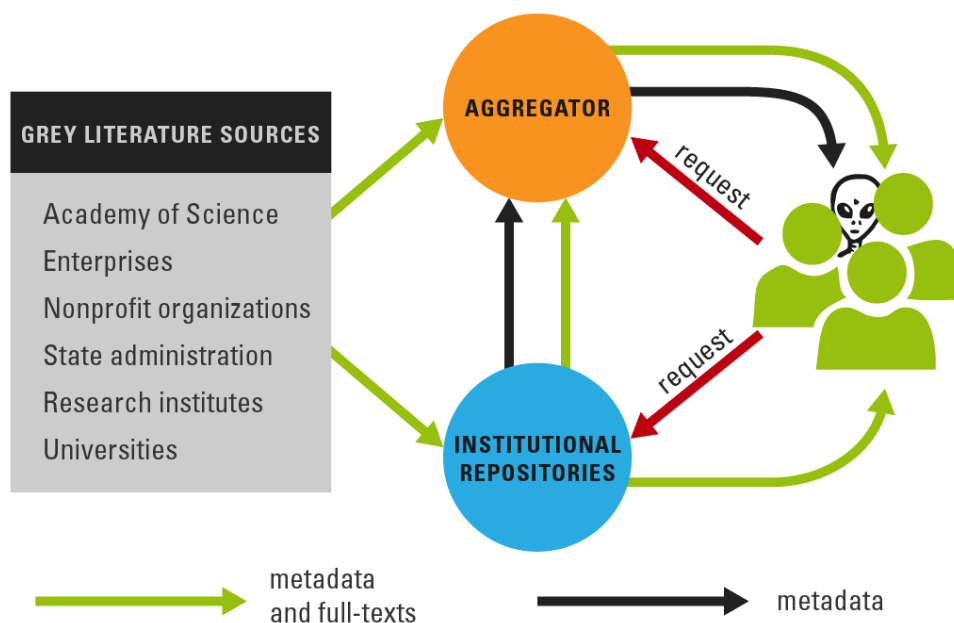 GREY LITERATURE SOURCES
Academy of Science
Enterprises
Nonprofit organizations
State administration
Research institutes
Universities
AGGREGATOR
request
request
INSTITUTIONAL
REPOSITORIES
metadata
and full-texts
metadata